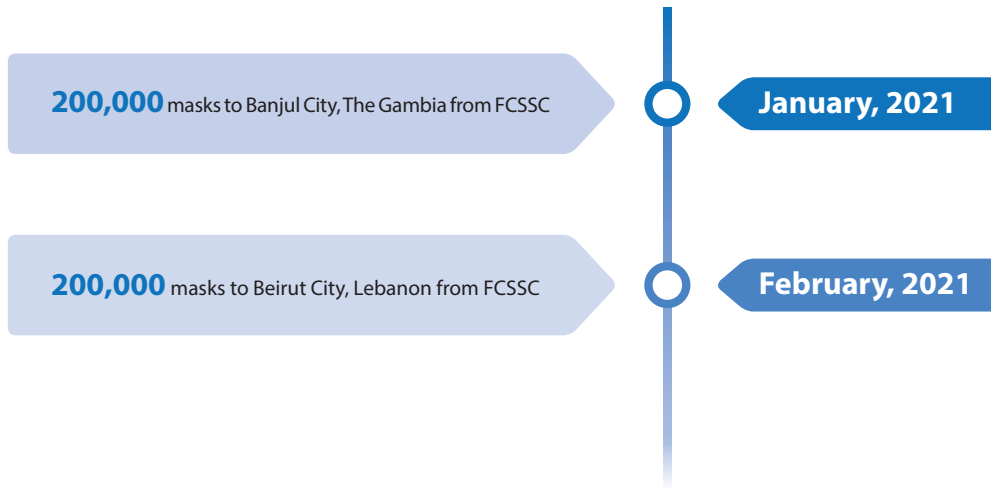 200,000 masks to Banjul City, The Gambia from FCSSC
January, 2021
200,000 masks to Beirut City, Lebanon from FCSSC
February, 2021